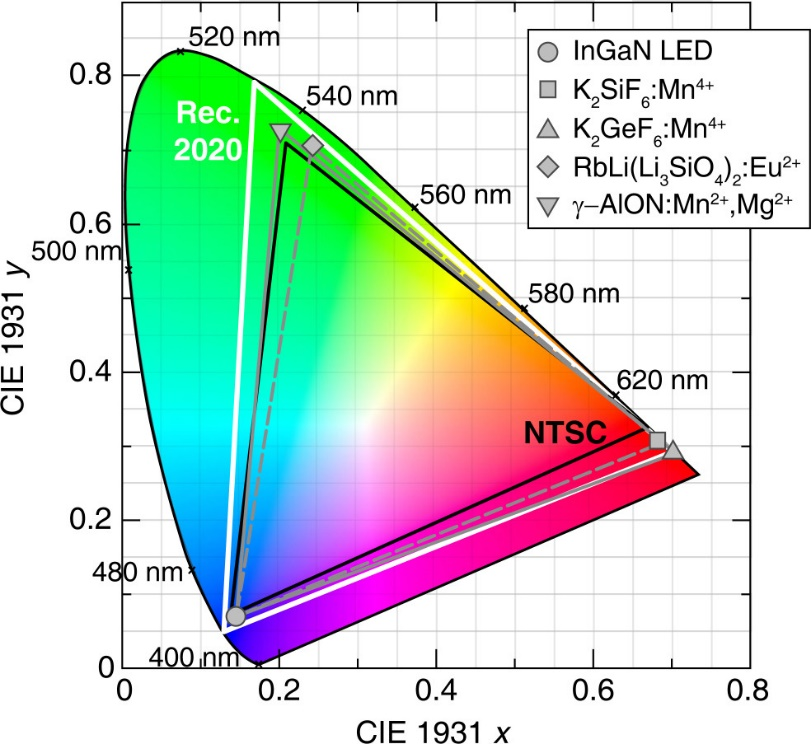 0.8
0.6
0.4
0.2
0
0
0.2
0.4
0.6
0.8
CIE 1931 y
CIE 1931 x
520 nm
540 nm
560 nm
580 nm
620 nm
500 nm
480 nm
400 nm
Rec.
2020
NTSC
InGaN LED
K₂SiF₆:Mn⁴⁺
K₂GeF₆:Mn⁴⁺
RbLi(Li₃SiO₄)₂:Eu²⁺
γ–AlON:Mn²⁺,Mg²⁺